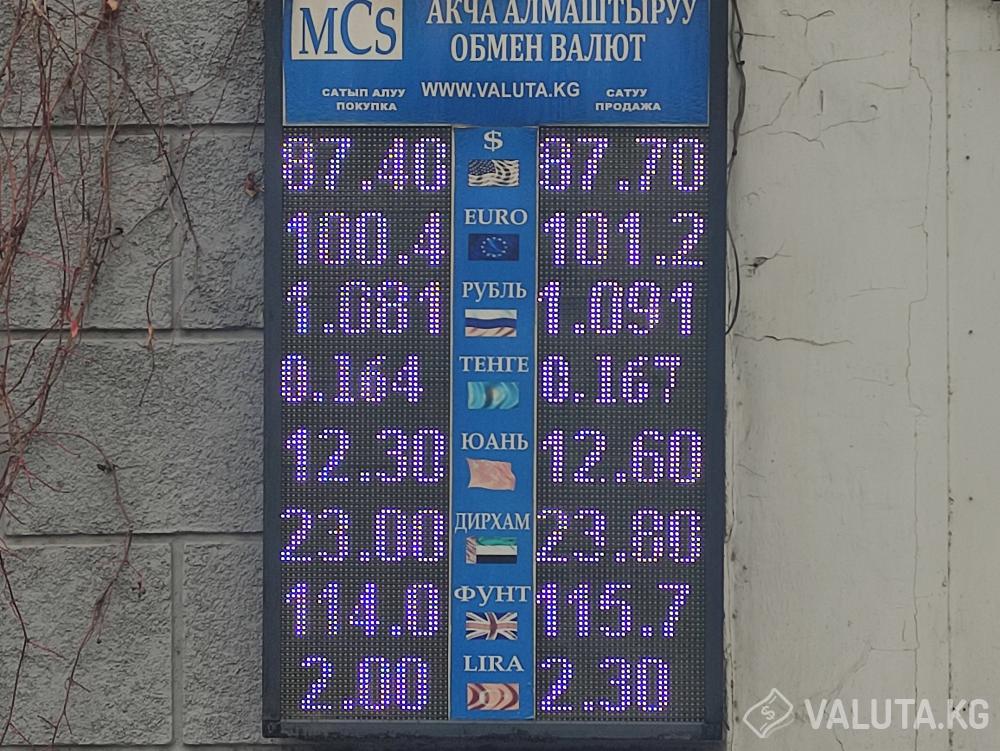 MCs
АКЧА АЛМАШТЫРУУ
ОБМЕН ВАЛЮТ
САТЫП АЛУУ
ПОКУПКА
WWW.VALUTA.KG
САТУУ
ПРОДАЖА
87.40 $ 87.70
100.4 EURO 101.2
1.081 РУБЛЬ 1.091
0.164 ТЕНГЕ 0.167
12.30 ЮАНЬ 12.60
23.00 ДИРХАМ 23.80
114.0 ФУНТ 115.7
2.00 LIRA 2.30
VALUTA.KG